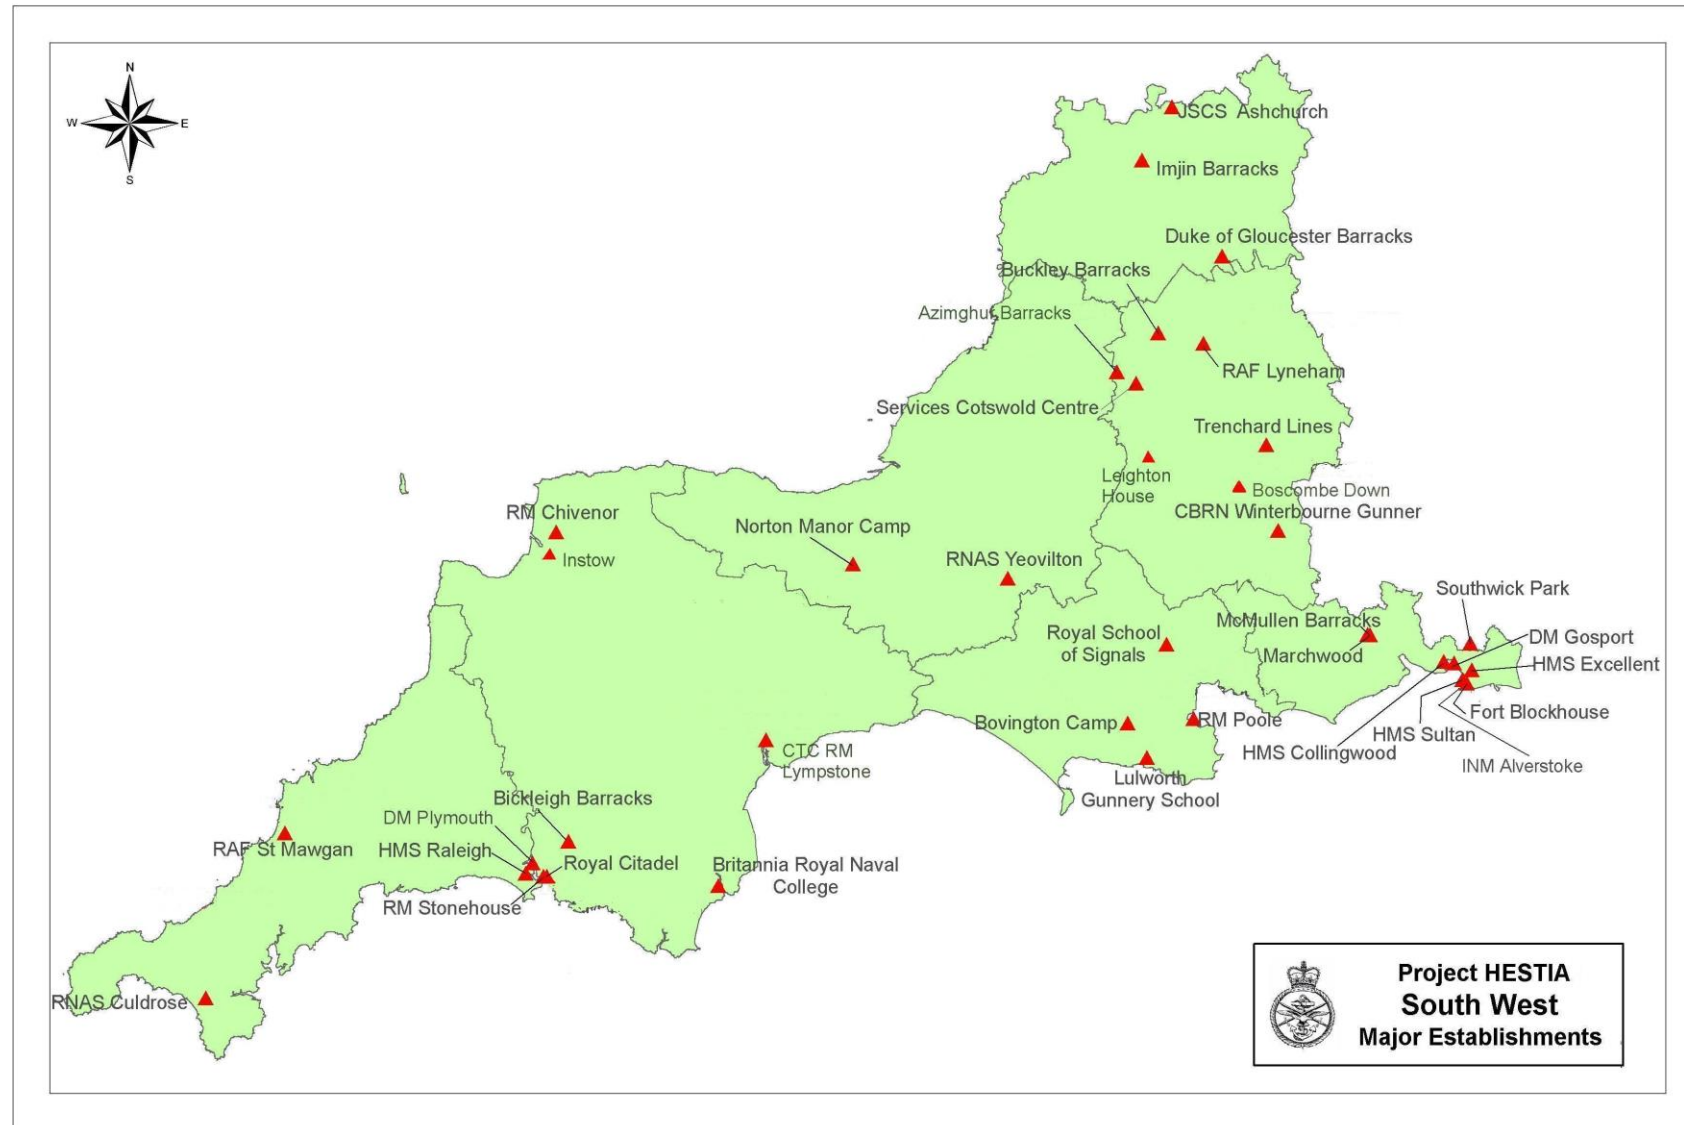 N
W
E
S
JSCS Ashchurch
Imjin Barracks
Duke of Gloucester Barracks
Buckley Barracks
Azimghur Barracks
RAF Lyneham
Services Cotswold Centre
Trenchard Lines
Leighton
House
Boscombe Down
CBRN Winterbourne Gunner
RM Chivenor
Instow
Norton Manor Camp
RNAS Yeovilton
Southwick Park
McMullen Barracks
Royal School
of Signals
DM Gosport
Marchwood
HMS Excellent
Fort Blockhouse
Bovington Camp
RM Poole
HMS Sultan
HMS Collingwood
INM Alverstoke
CTC RM
Lympstone
Lulworth
Gunnery School
Bickleigh Barracks
DM Plymouth
RAF St Mawgan
HMS Raleigh
Royal Citadel
Britannia Royal Naval
College
RM Stonehouse
RNAS Culdrose
Project HESTIA
South West
Major Establishments